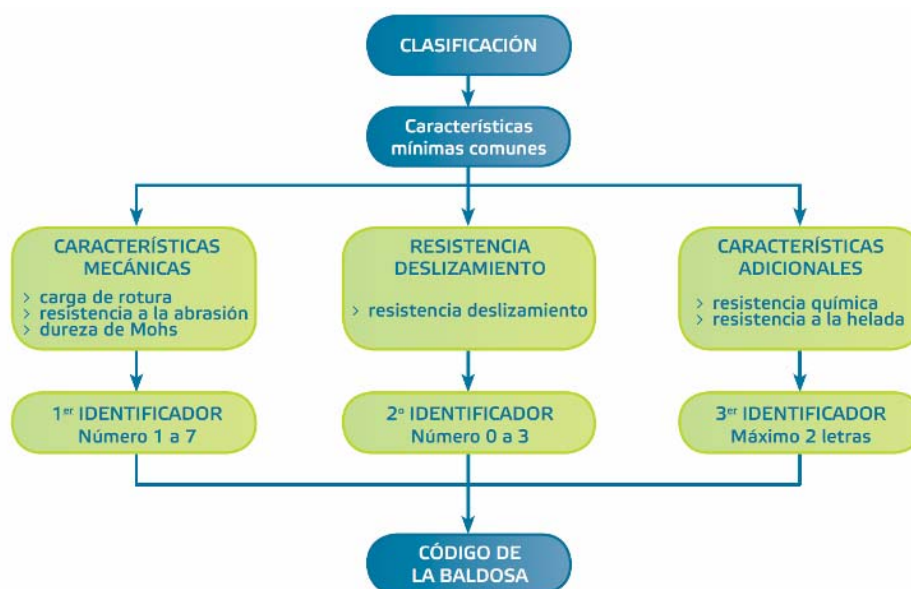 CLASIFICACIÓN
Características
mínimas comunes
CARACTERÍSTICAS
MECÁNICAS
> carga de rotura
> resistencia a la abrasión
> dureza de Mohs
RESISTENCIA
DESLIZAMIENTO
> resistencia deslizamiento
CARACTERÍSTICAS
ADICIONALES
> resistencia química
> resistencia a la helada
1er IDENTIFICADOR
Número 1 a 7
2º IDENTIFICADOR
Número 0 a 3
3er IDENTIFICADOR
Máximo 2 letras
CÓDIGO DE
LA BALDOSA